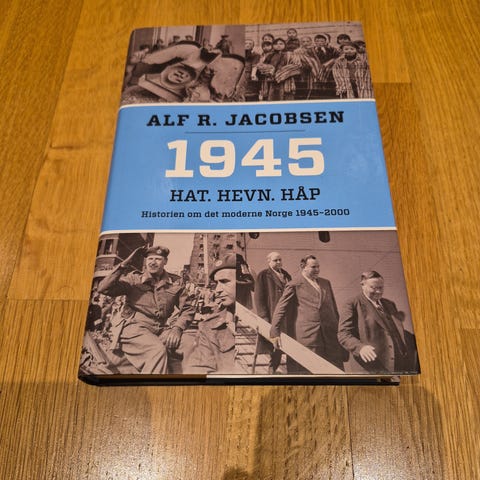 ALF R. JACOBSEN
1945
HAT. HEVN. HÅP
Historien om det moderne Norge 1945–2000